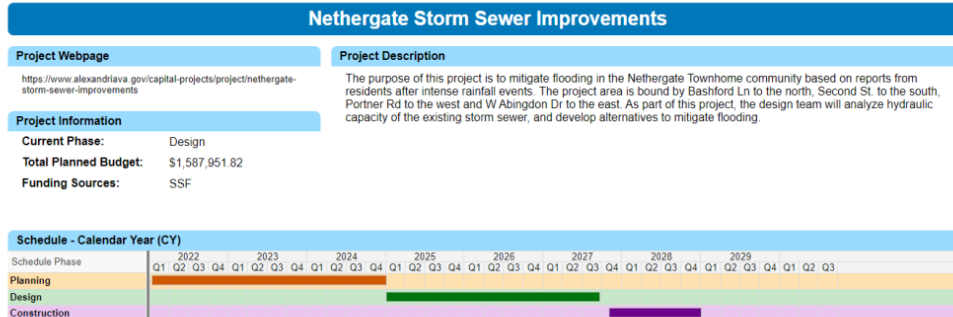 Nethergate Storm Sewer Improvements
Project Webpage
https://www.alexandriava.gov/capital-projects/project/nethergate-
storm-sewer-improvements
Project Information
Current Phase: Design
Total Planned Budget: $1,587,951.82
Funding Sources: SSF
Project Description
The purpose of this project is to mitigate flooding in the Nethergate Townhome community based on reports from
residents after intense rainfall events. The project area is bound by Bashford Ln to the north, Second St. to the south,
Portner Rd to the west and W Abingdon Dr to the east. As part of this project, the design team will analyze hydraulic
capacity of the existing storm sewer, and develop alternatives to mitigate flooding.
Schedule - Calendar Year (CY)
Schedule Phase
2022 2023 2024 2025 2026 2027 2028 2029
Q1 Q2 Q3 Q4 Q1 Q2 Q3 Q4 Q1 Q2 Q3 Q4 Q1 Q2 Q3 Q4 Q1 Q2 Q3 Q4 Q1 Q2 Q3 Q4 Q1 Q2 Q3 Q4 Q1 Q2 Q3 Q4 Q1 Q2 Q3
Planning
Design
Construction